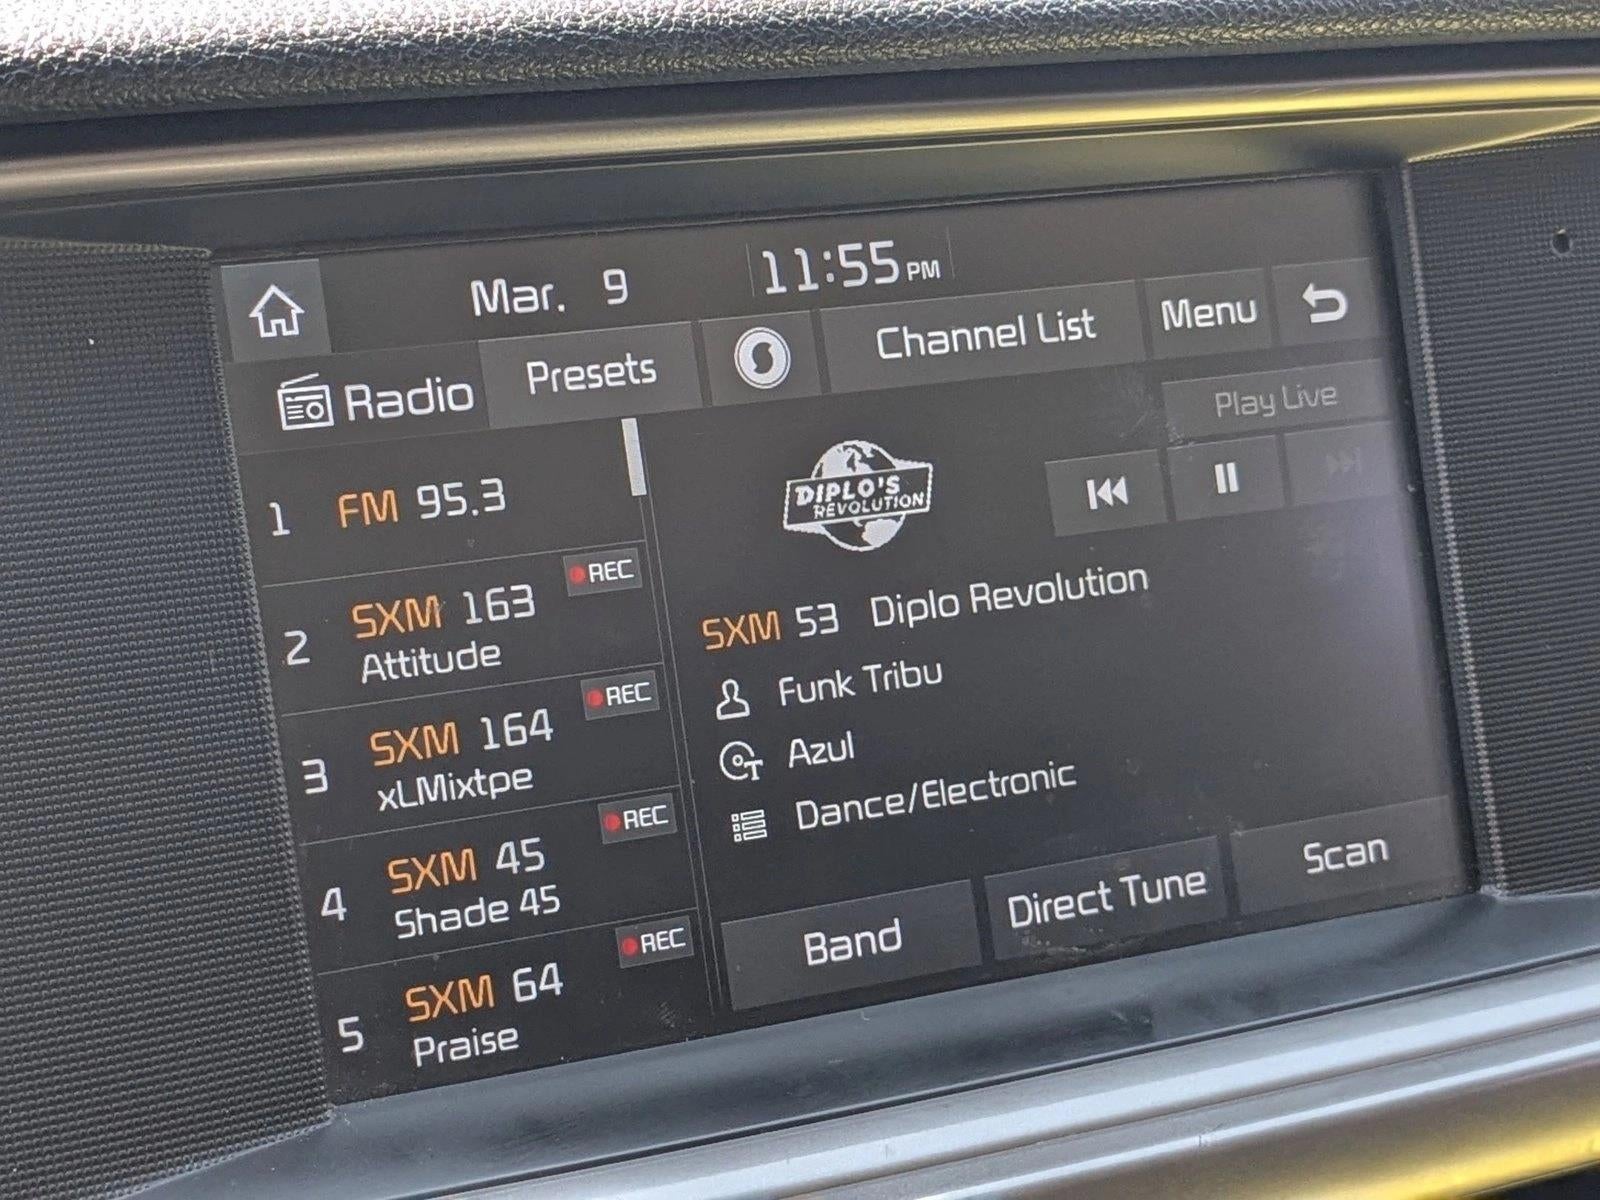 Mar. 9 11:55 PM
Radio Presets Channel List Menu
Play Live
1 FM 95.3
DIPLO'S
REVOLUTION
REC
2 SXM 163
Attitude
REC
3 SXM 164
xLMixtpe
REC
4 SXM 45
Shade 45
REC
5 SXM 64
Praise
SXM 53 Diplo Revolution
Funk Tribu
T Azul
Dance/Electronic
Band Direct Tune Scan